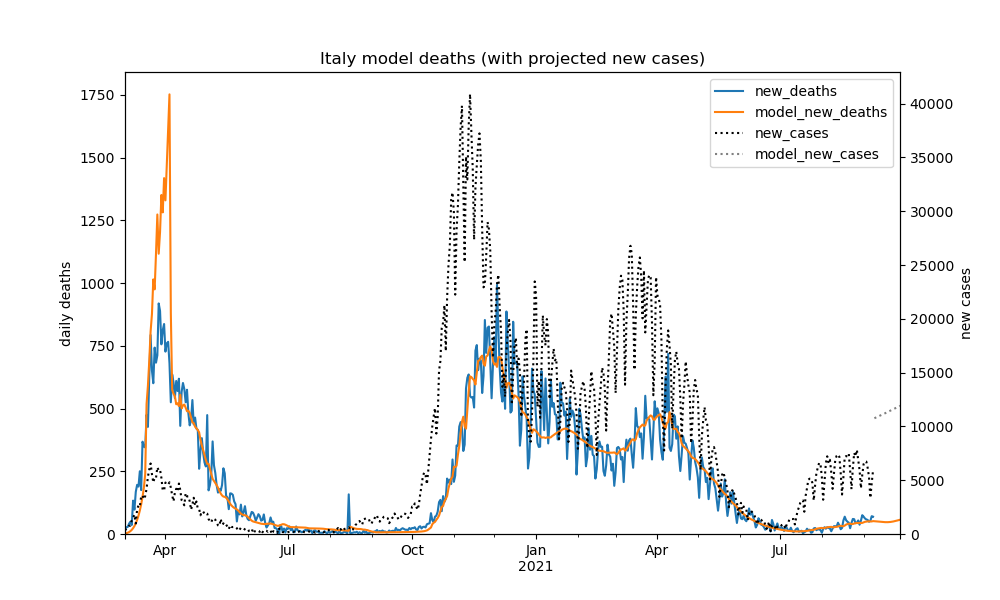 Italy model deaths (with projected new cases)
new_deaths
model_new_deaths
new_cases
model_new_cases
daily deaths
1750
1500
1250
1000
750
500
250
0
40000
35000
30000
25000
20000
15000
10000
5000
0
new cases
Apr Jul Oct Jan Apr Jul
2021